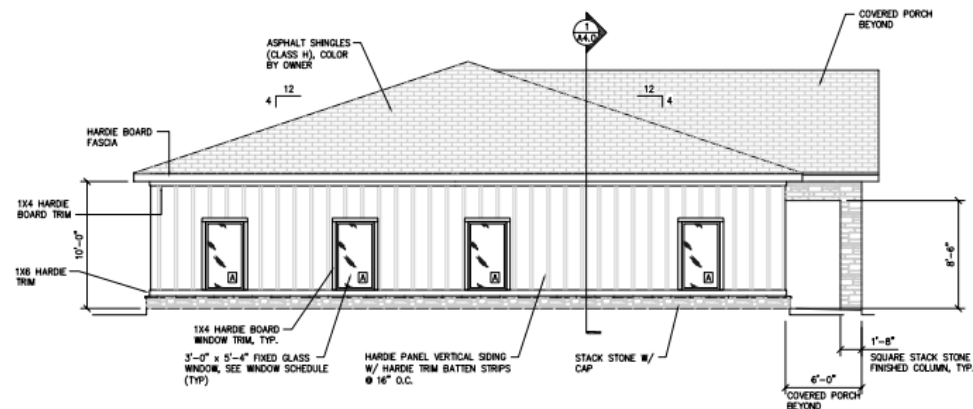 ASPHALT SHINGLES
(CLASS H), COLOR
BY OWNER
1
A4.0
COVERED PORCH
BEYOND
12
4
12
4
HARDIE BOARD
FASCIA
1X4 HARDIE
BOARD TRIM
10'-0"
8'-6"
1X6 HARDIE
TRIM
A
A
A
A
1X4 HARDIE BOARD
WINDOW TRIM, TYP.
3'-0" x 5'-4" FIXED GLASS
WINDOW, SEE WINDOW SCHEDULE
(TYP)
HARDIE PANEL VERTICAL SIDING
W/ HARDIE TRIM BATTEN STRIPS
@ 16" O.C.
STACK STONE W/
CAP
1'-8"
SQUARE STACK STONE
FINISHED COLUMN, TYP.
6'-0"
COVERED PORCH
BEYOND